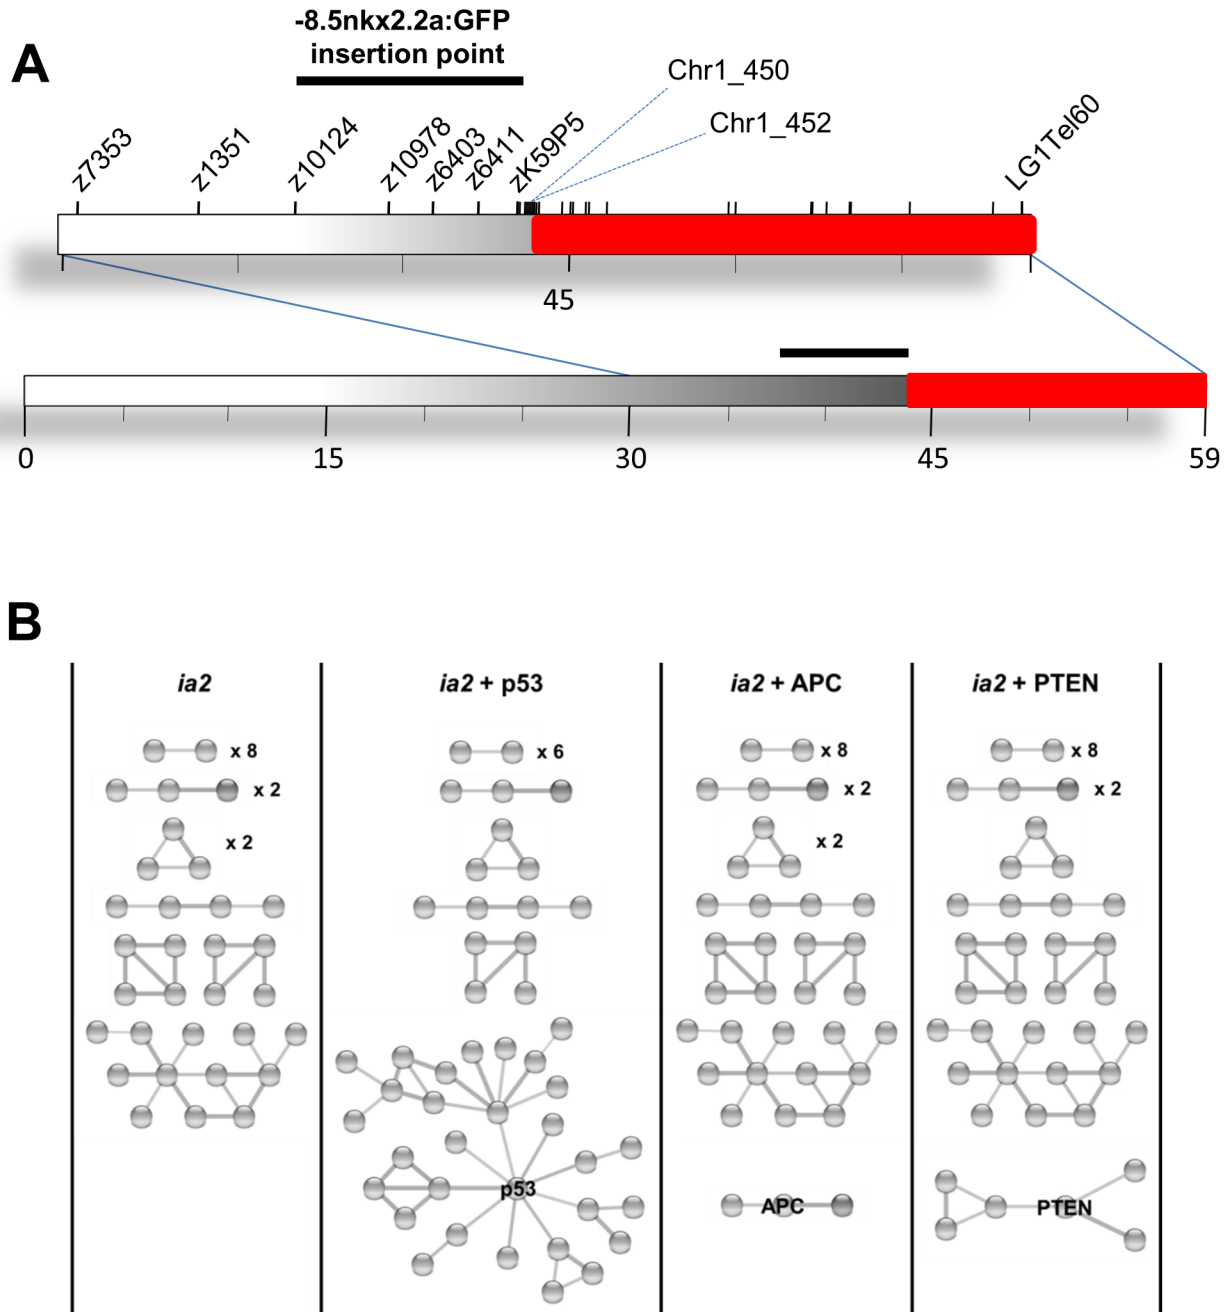 A
-8.5nkx2.2a:GFP
insertion point
Chr1_450
Chr1_452
z7353
z1351
z10124
z10978
z6403
z6411
zK59P5
LG1Tel60
45
0 15 30 45 59
B
ia2
ia2 + p53
ia2 + APC
ia2 + PTEN
x 8
x 6
x 8
x 8
x 2
x 2
x 2
x 2
x 2
p53
APC
PTEN